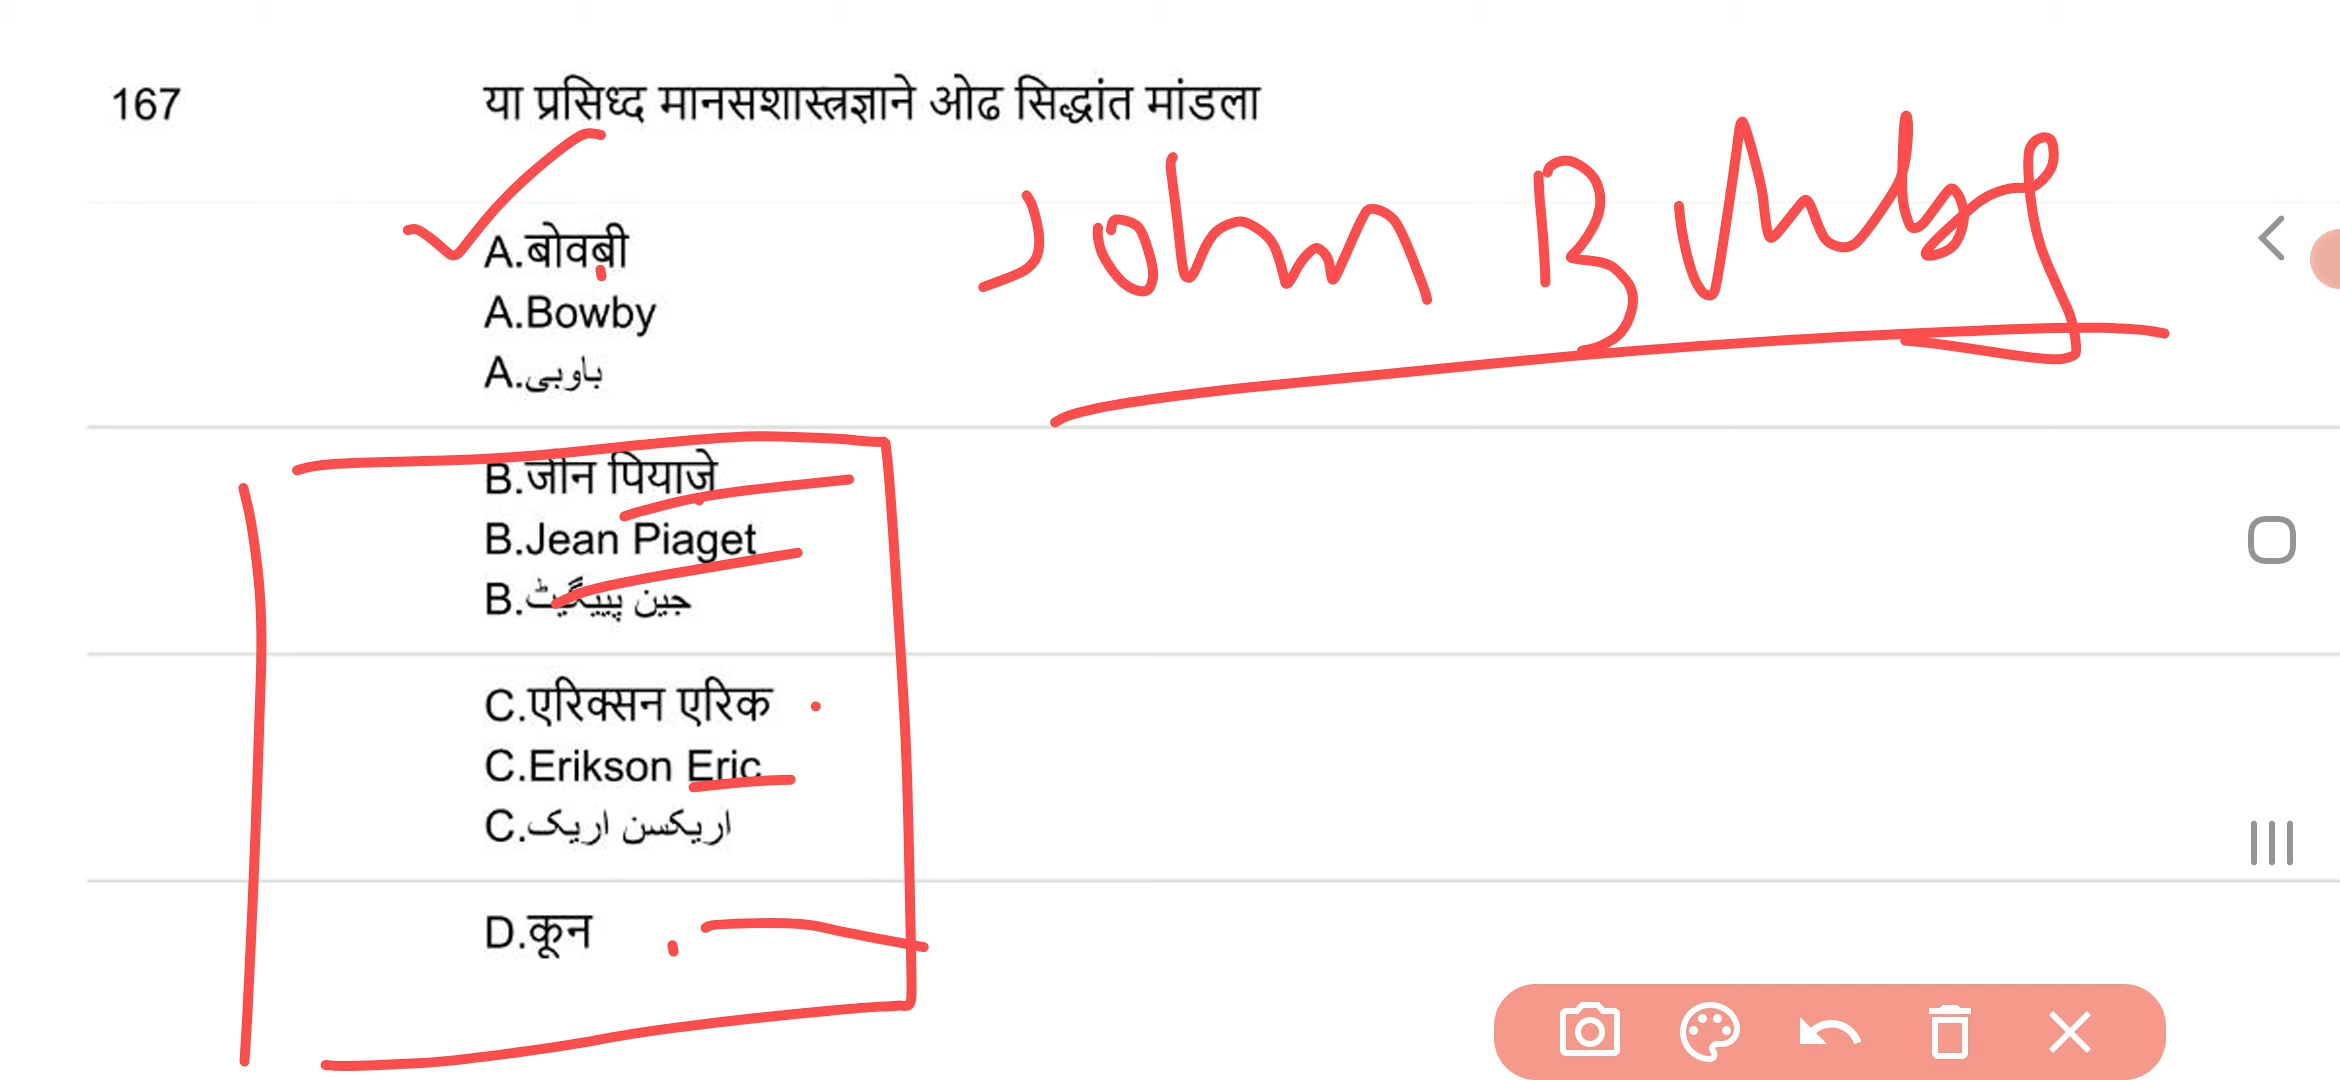 167 या प्रसिध्द मानसशास्त्रज्ञाने ओढ सिद्धांत मांडला
John
A.बोवबी
A.Bowby
A.باوبی
B.जीन पियाजे
B.Jean Piaget
B.جین پییگیٹ
C.एरिक्सन एरिक
C.Erikson Eric
C.اریکسن اریک
D.कून